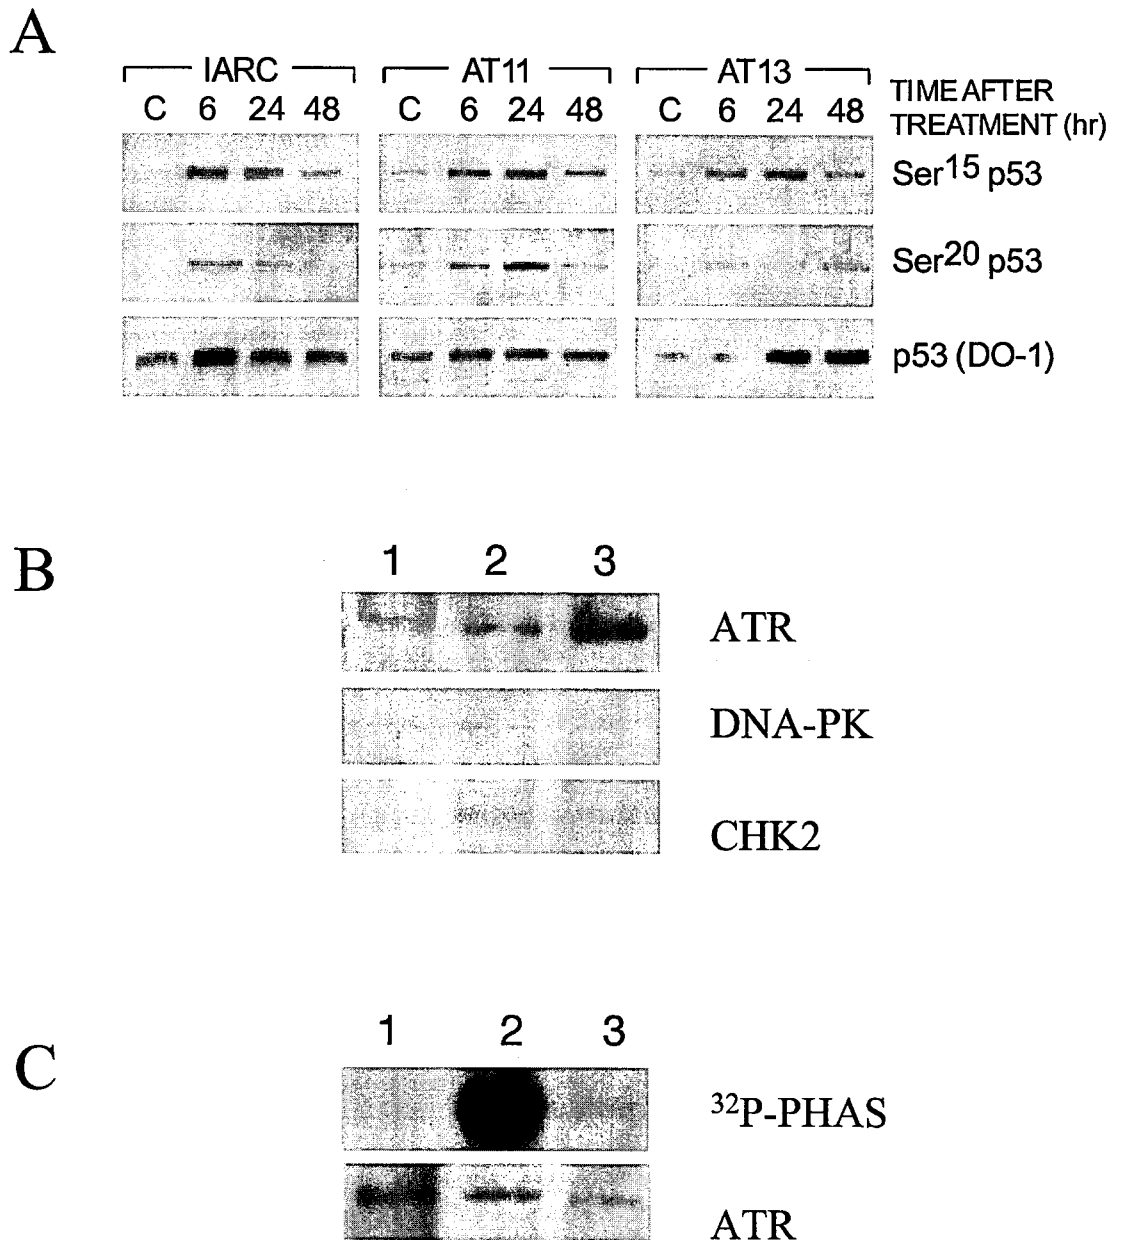 A
IARC AT11 AT13
C 6 24 48 C 6 24 48 C 6 24 48
TIME AFTER
TREATMENT (hr)
Ser15 p53
Ser20 p53
p53 (DO-1)
B
1 2 3
ATR
DNA-PK
CHK2
C
1 2 3
32P-PHAS
ATR